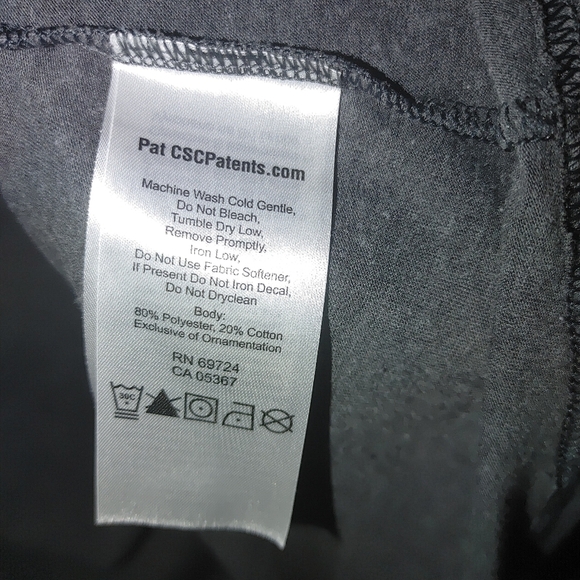 Pat CSCPatents.com
Machine Wash Cold Gentle,
Do Not Bleach,
Tumble Dry Low,
Remove Promptly,
Iron Low,
Do Not Use Fabric Softener,
If Present Do Not Iron Decal,
Do Not Dryclean
Body:
80% Polyester, 20% Cotton
Exclusive of Ornamentation
RN 69724
CA 05367
30C